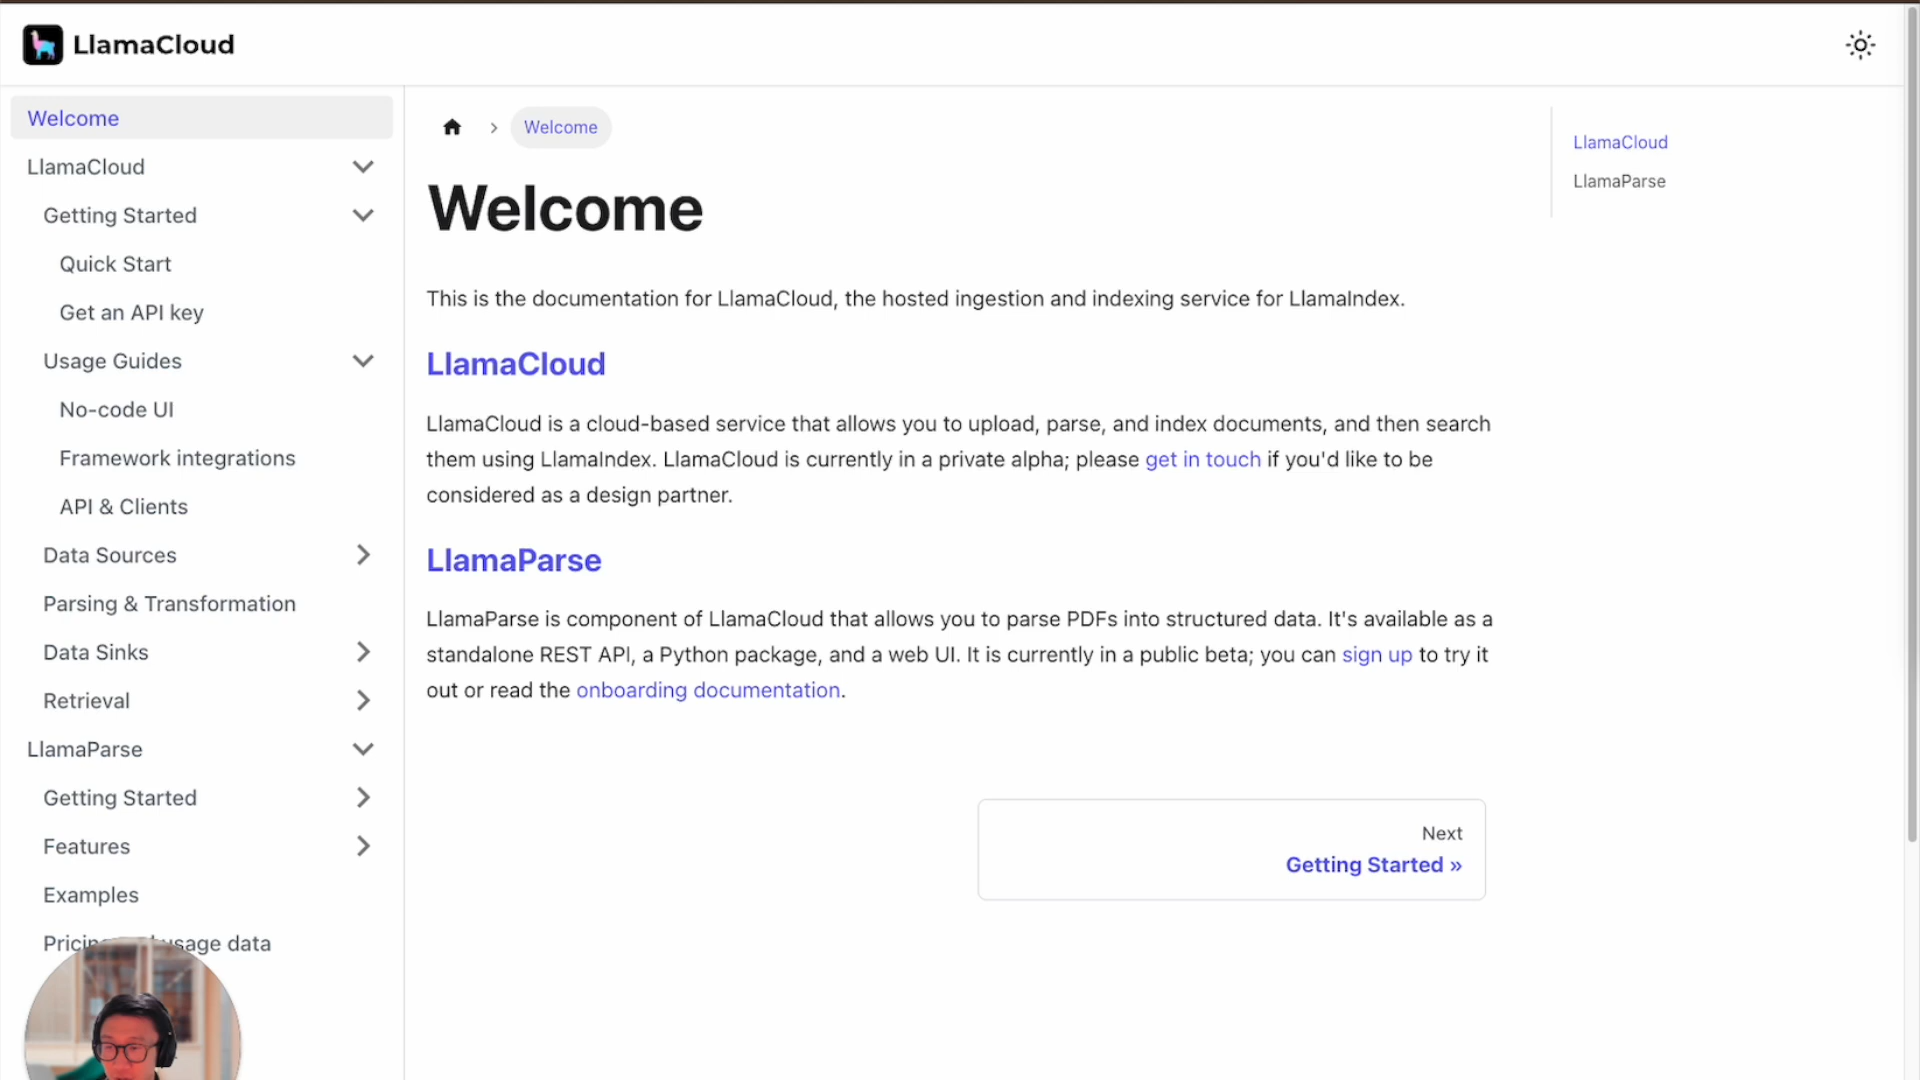 LlamaCloud
Welcome
LlamaCloud
Getting Started
Quick Start
Get an API key
Usage Guides
No-code UI
Framework integrations
API & Clients
Data Sources
Parsing & Transformation
Data Sinks
Retrieval
LlamaParse
Getting Started
Features
Examples
usage data
Welcome
Welcome
This is the documentation for LlamaCloud, the hosted ingestion and indexing service for LlamaIndex.
LlamaCloud
LlamaCloud is a cloud-based service that allows you to upload, parse, and index documents, and then search
them using LlamaIndex. LlamaCloud is currently in a private alpha; please get in touch if you'd like to be
considered as a design partner.
LlamaParse
LlamaParse is component of LlamaCloud that allows you to parse PDFs into structured data. It's available as a
standalone REST API, a Python package, and a web UI. It is currently in a public beta; you can sign up to try it
out or read the onboarding documentation.
Next
Getting Started »
LlamaCloud
LlamaParse